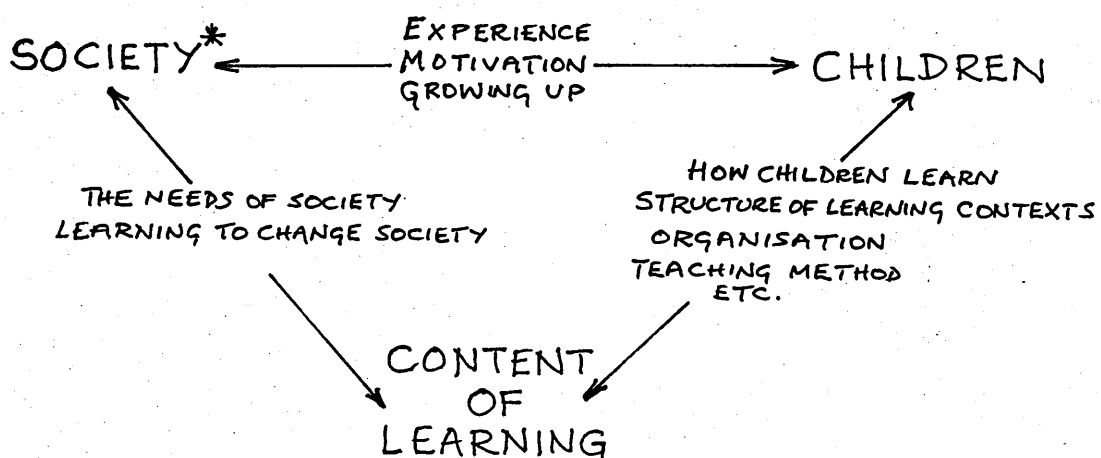 SOCIETY*
EXPERIENCE
MOTIVATION
GROWING UP
CHILDREN
THE NEEDS OF SOCIETY
LEARNING TO CHANGE SOCIETY
HOW CHILDREN LEARN
STRUCTURE OF LEARNING CONTEXTS
ORGANISATION
TEACHING METHOD
ETC.
CONTENT
OF
LEARNING